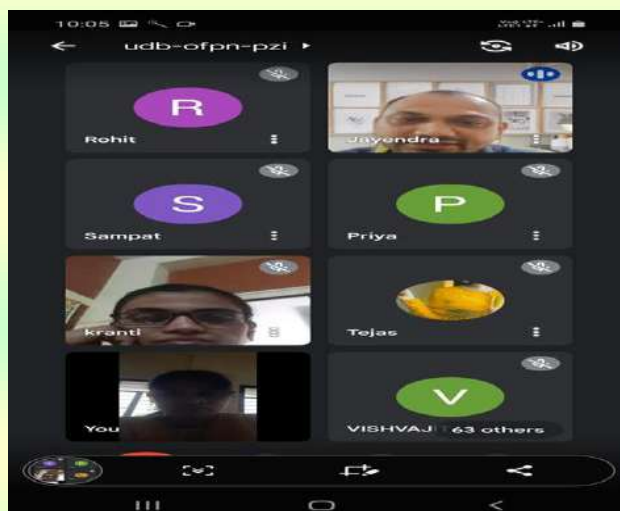 10:05
udb-ofpn-pzi
R
Rohit
Jayendra
S
Sampat
P
Priya
kranti
Tejas
You
V
VISHVAJ
63 others